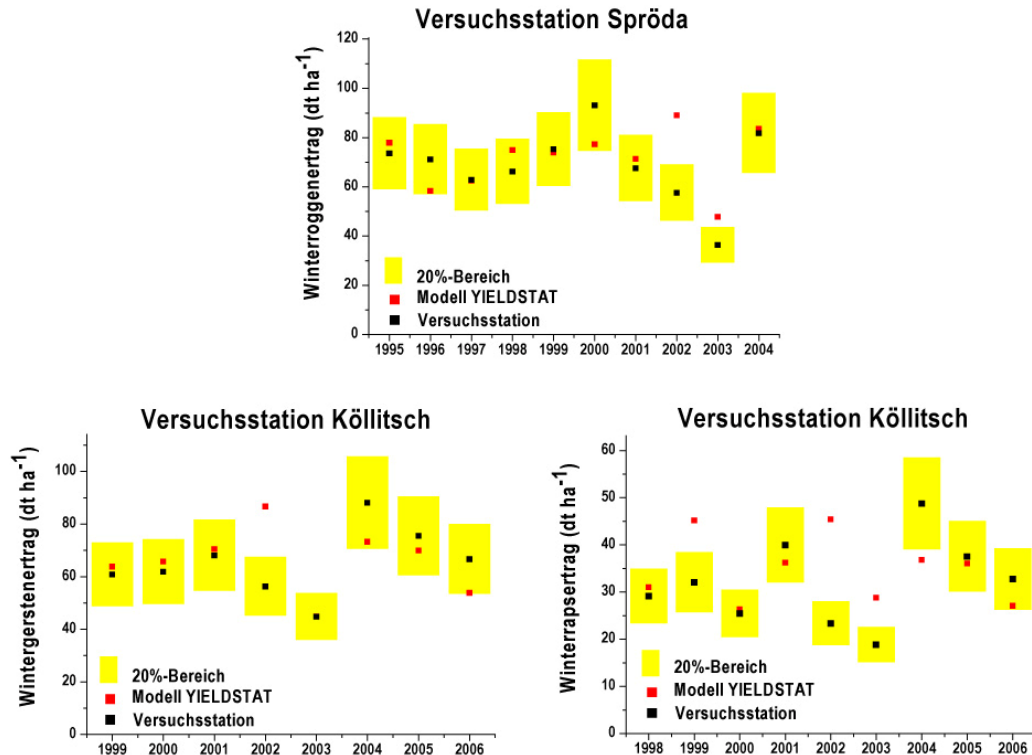 Versuchsstation Spröda
Winterroggenertrag (dt ha⁻¹)
120
100
80
60
40
20
0
20%-Bereich
Modell YIELDSTAT
Versuchsstation
1995 1996 1997 1998 1999 2000 2001 2002 2003 2004
Versuchsstation Köllitsch
Wintergerstenertrag (dt ha⁻¹)
100
80
60
40
20
0
20%-Bereich
Modell YIELDSTAT
Versuchsstation
1999 2000 2001 2002 2003 2004 2005 2006
Versuchsstation Köllitsch
Winterrapsertrag (dt ha⁻¹)
60
50
40
30
20
10
0
20%-Bereich
Modell YIELDSTAT
Versuchsstation
1998 1999 2000 2001 2002 2003 2004 2005 2006